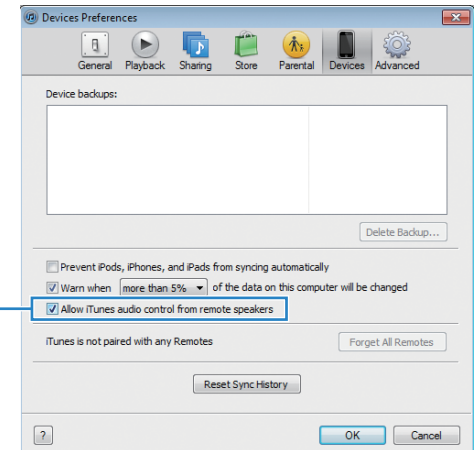 Devices Preferences
General Playback Sharing Store Parental Devices Advanced
Device backups:
Delete Backup...
Prevent iPods, iPhones, and iPads from syncing automatically
Warn when more than 5% of the data on this computer will be changed
Allow iTunes audio control from remote speakers
iTunes is not paired with any Remotes Forget All Remotes
Reset Sync History
? OK Cancel